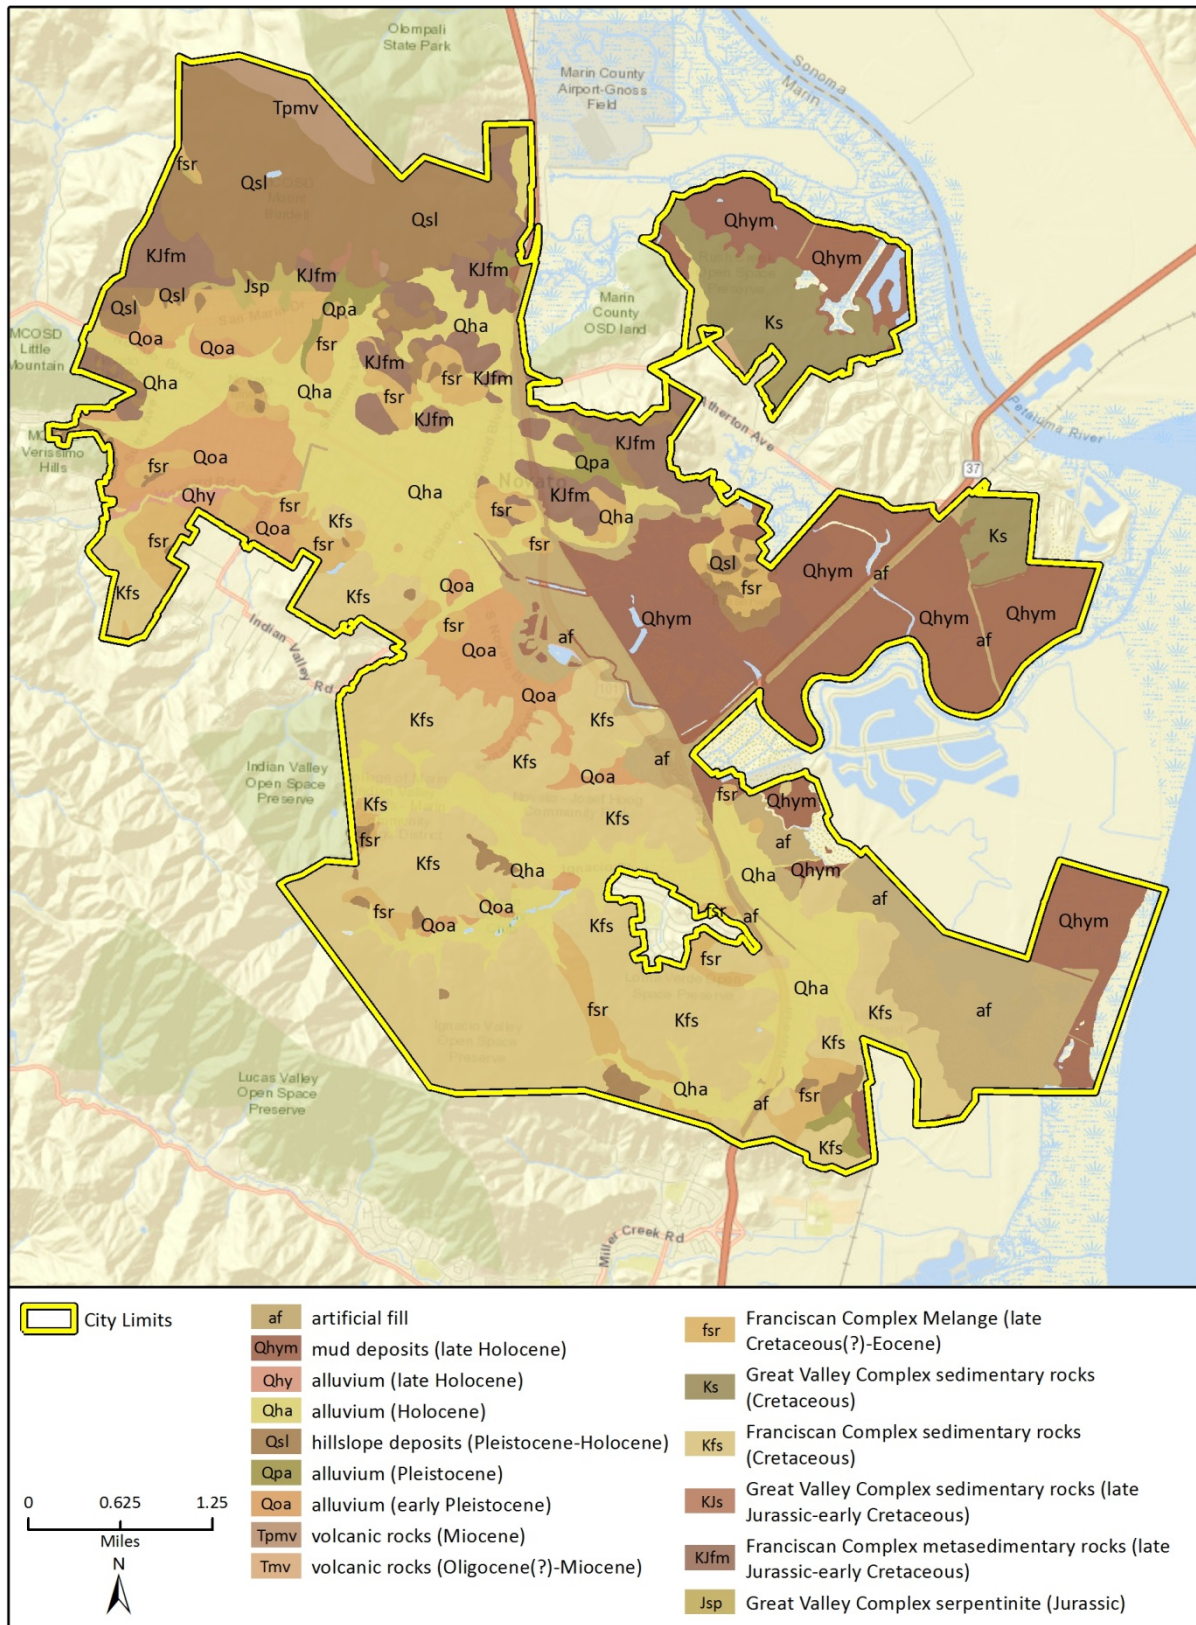 Olompali
State Park
Sonoma
Marin
Marin County
Airport-Gnoss
Field
Tpmv
fsr
Qsl
Qsl
Qhym
Qhym
KJfm
KJfm
KJfm
Jsp
Qsl
Qsl
Qpa
Qha
Marin
County
OSD land
Ks
MCOSD
Little
Mountain
Qoa
Qoa
fsr
KJfm
fsr
KJfm
Qha
Qha
fsr
KJfm
Atherton Ave
Petaluma River
Verissimo
Hills
fsr
Qoa
KJfm
Qpa
37
Novato
Qhy
Qha
KJfm
fsr
Qha
fsr
Qoa
Kfs
fsr
fsr
fsr
Ks
Qsl
Qhym
af
Kfs
Kfs
Qoa
fsr
Qhym
Qhym
Qhym
Indian Valley
Rd
fsr
Qoa
af
af
Qoa
Kfs
Kfs
Kfs
af
Indian Valley
Open Space
Preserve
Qoa
fsr
Qhym
Kfs
Kfs
fsr
af
Kfs
Qha
Qha
Qhym
af
fsr
Qoa
Qoa
Kfs
fsr
af
Qhym
fsr
Qha
fsr
Kfs
Kfs
af
Kfs
Ignacio Valley
Open Space
Preserve
Lucas Valley
Open Space
Preserve
Qha
af
fsr
Kfs
Miller Creek Rd
City Limits
af artificial fill
Qhym mud deposits (late Holocene)
Qhy alluvium (late Holocene)
Qha alluvium (Holocene)
Qsl hillslope deposits (Pleistocene-Holocene)
Qpa alluvium (Pleistocene)
Qoa alluvium (early Pleistocene)
Tpmv volcanic rocks (Miocene)
Tmv volcanic rocks (Oligocene(?)-Miocene)
fsr Franciscan Complex Melange (late
Cretaceous(?)-Eocene)
Ks Great Valley Complex sedimentary rocks
(Cretaceous)
Kfs Franciscan Complex sedimentary rocks
(Cretaceous)
KJs Great Valley Complex sedimentary rocks (late
Jurassic-early Cretaceous)
KJfm Franciscan Complex metasedimentary rocks (late
Jurassic-early Cretaceous)
Jsp Great Valley Complex serpentinite (Jurassic)
0 0.625 1.25
Miles
N